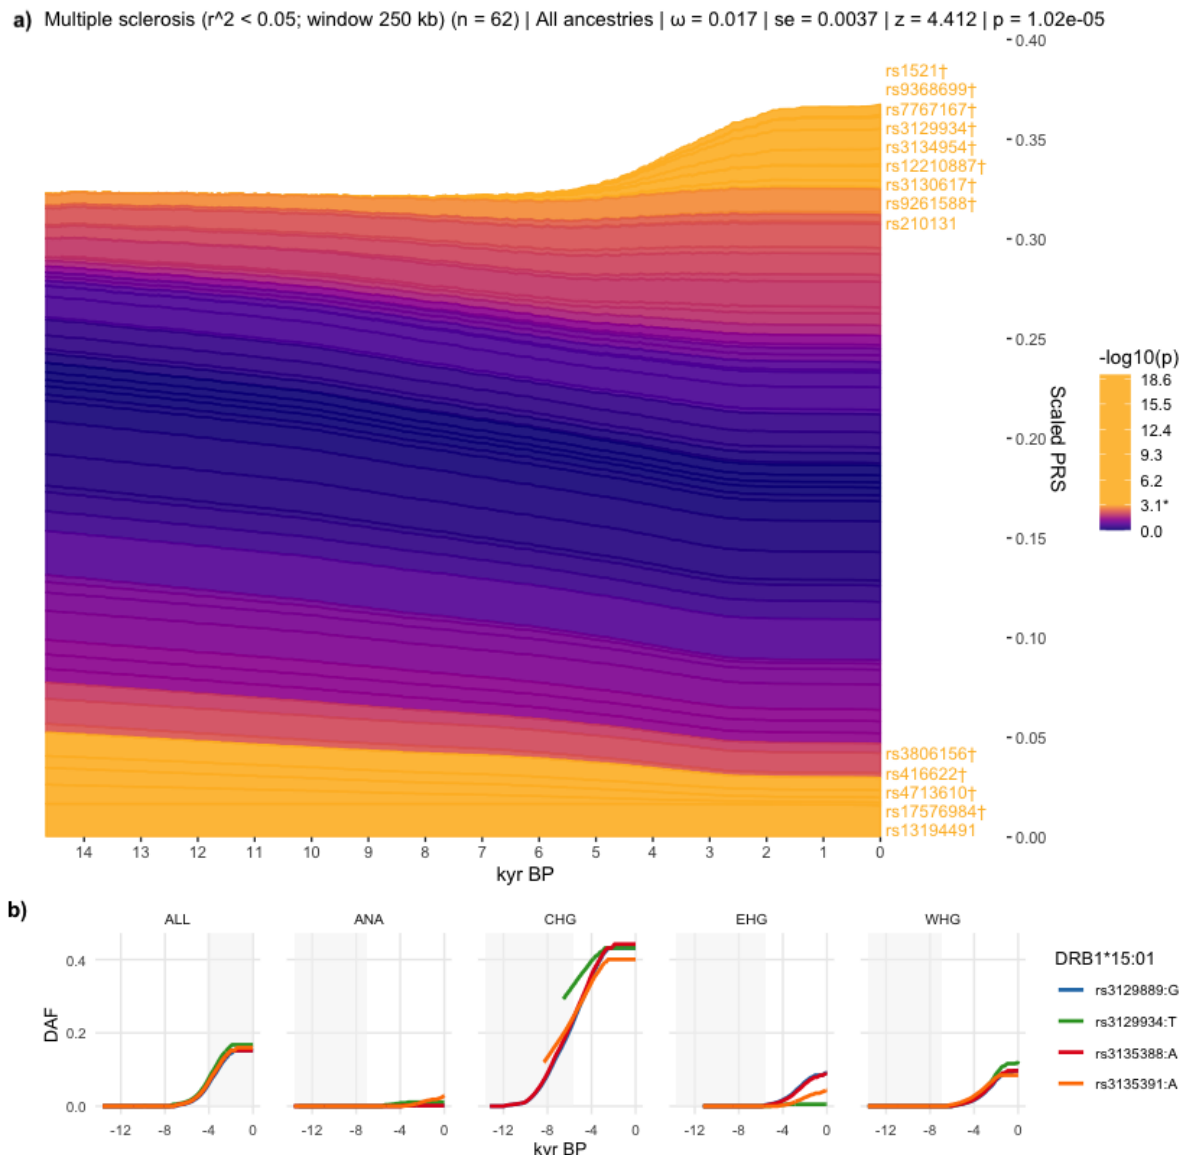 a) Multiple sclerosis (r^2 < 0.05; window 250 kb) (n = 62) | All ancestries | ω = 0.017 | se = 0.0037 | z = 4.412 | p = 1.02e-05
0.40
rs1521†
rs9368699†
rs7767167†
rs3129934†
0.35
rs3134954†
rs12210887†
rs3130617†
rs9261588†
rs210131
0.30
0.25
-log10(p)
18.6
15.5
12.4
9.3
6.2
3.1*
0.0
Scaled PRS
0.20
0.15
0.10
0.05
rs3806156†
rs416622†
rs4713610†
rs17576984†
rs13194491
0.00
14 13 12 11 10 9 8 7 6 5 4 3 2 1 0
kyr BP
b)
ALL ANA CHG EHG WHG
DAF
0.4
0.2
0.0
-12 -8 -4 0 -12 -8 -4 0 -12 -8 -4 0 -12 -8 -4 0 -12 -8 -4 0
kyr BP
DRB1*15:01
rs3129889:G
rs3129934:T
rs3135388:A
rs3135391:A